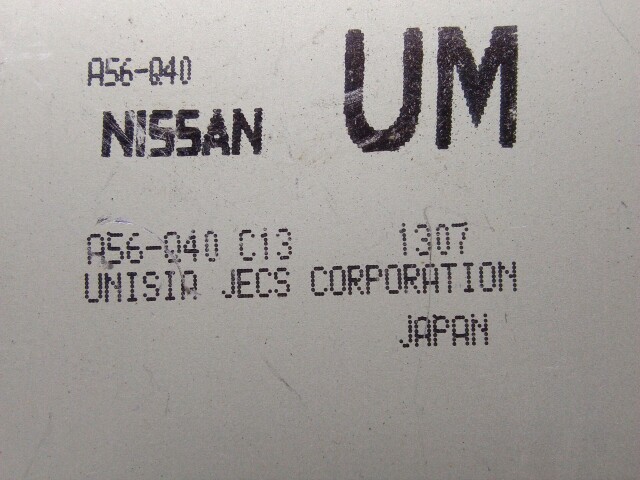 A56-Q40
NISSAN UM
A56-Q40 C13 1307
UNISIA JECS CORPORATION
JAPAN